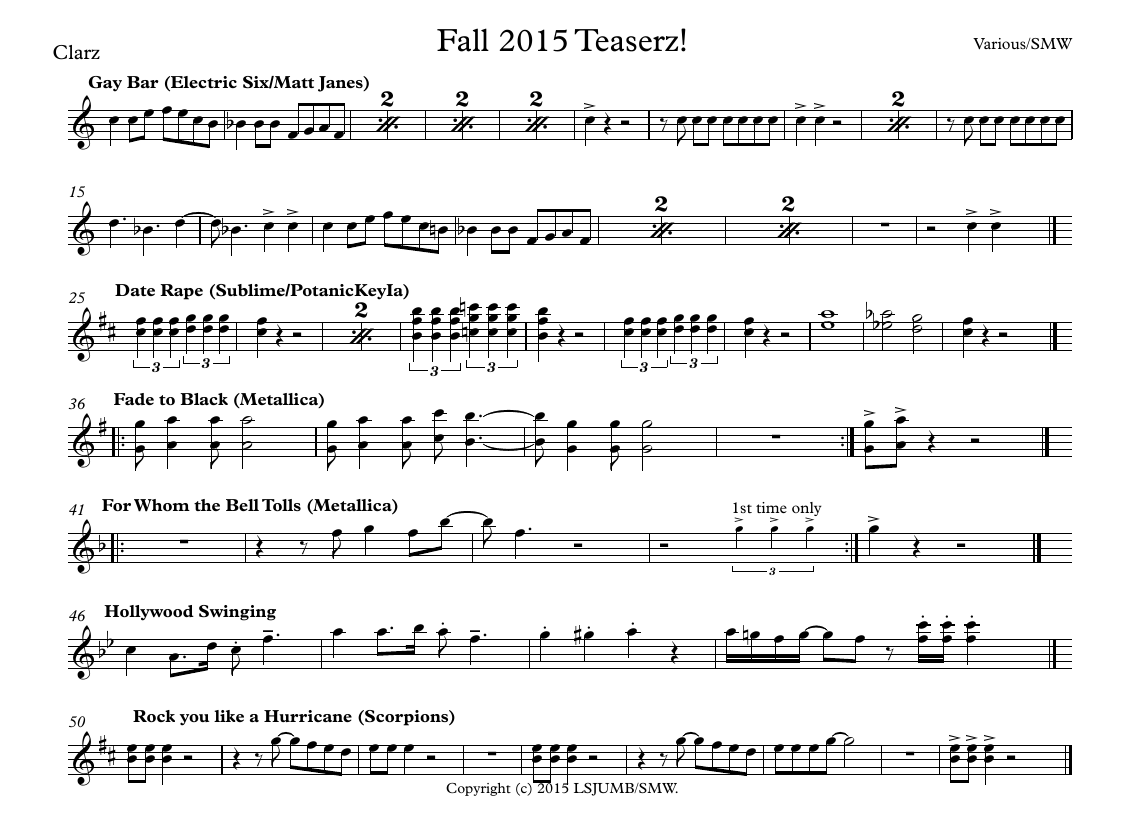 Fall 2015 Teaserz!
Clarz
Various/SMW
Gay Bar (Electric Six/Matt Janes)
2 2 2 2
15
2 2
25 Date Rape (Sublime/PotanicKeyIa)
2
3 3 3 3 3 3
36 Fade to Black (Metallica)
41 For Whom the Bell Tolls (Metallica)
1st time only
3
46 Hollywood Swinging
50 Rock you like a Hurricane (Scorpions)
Copyright (c) 2015 LSJUMB/SMW.